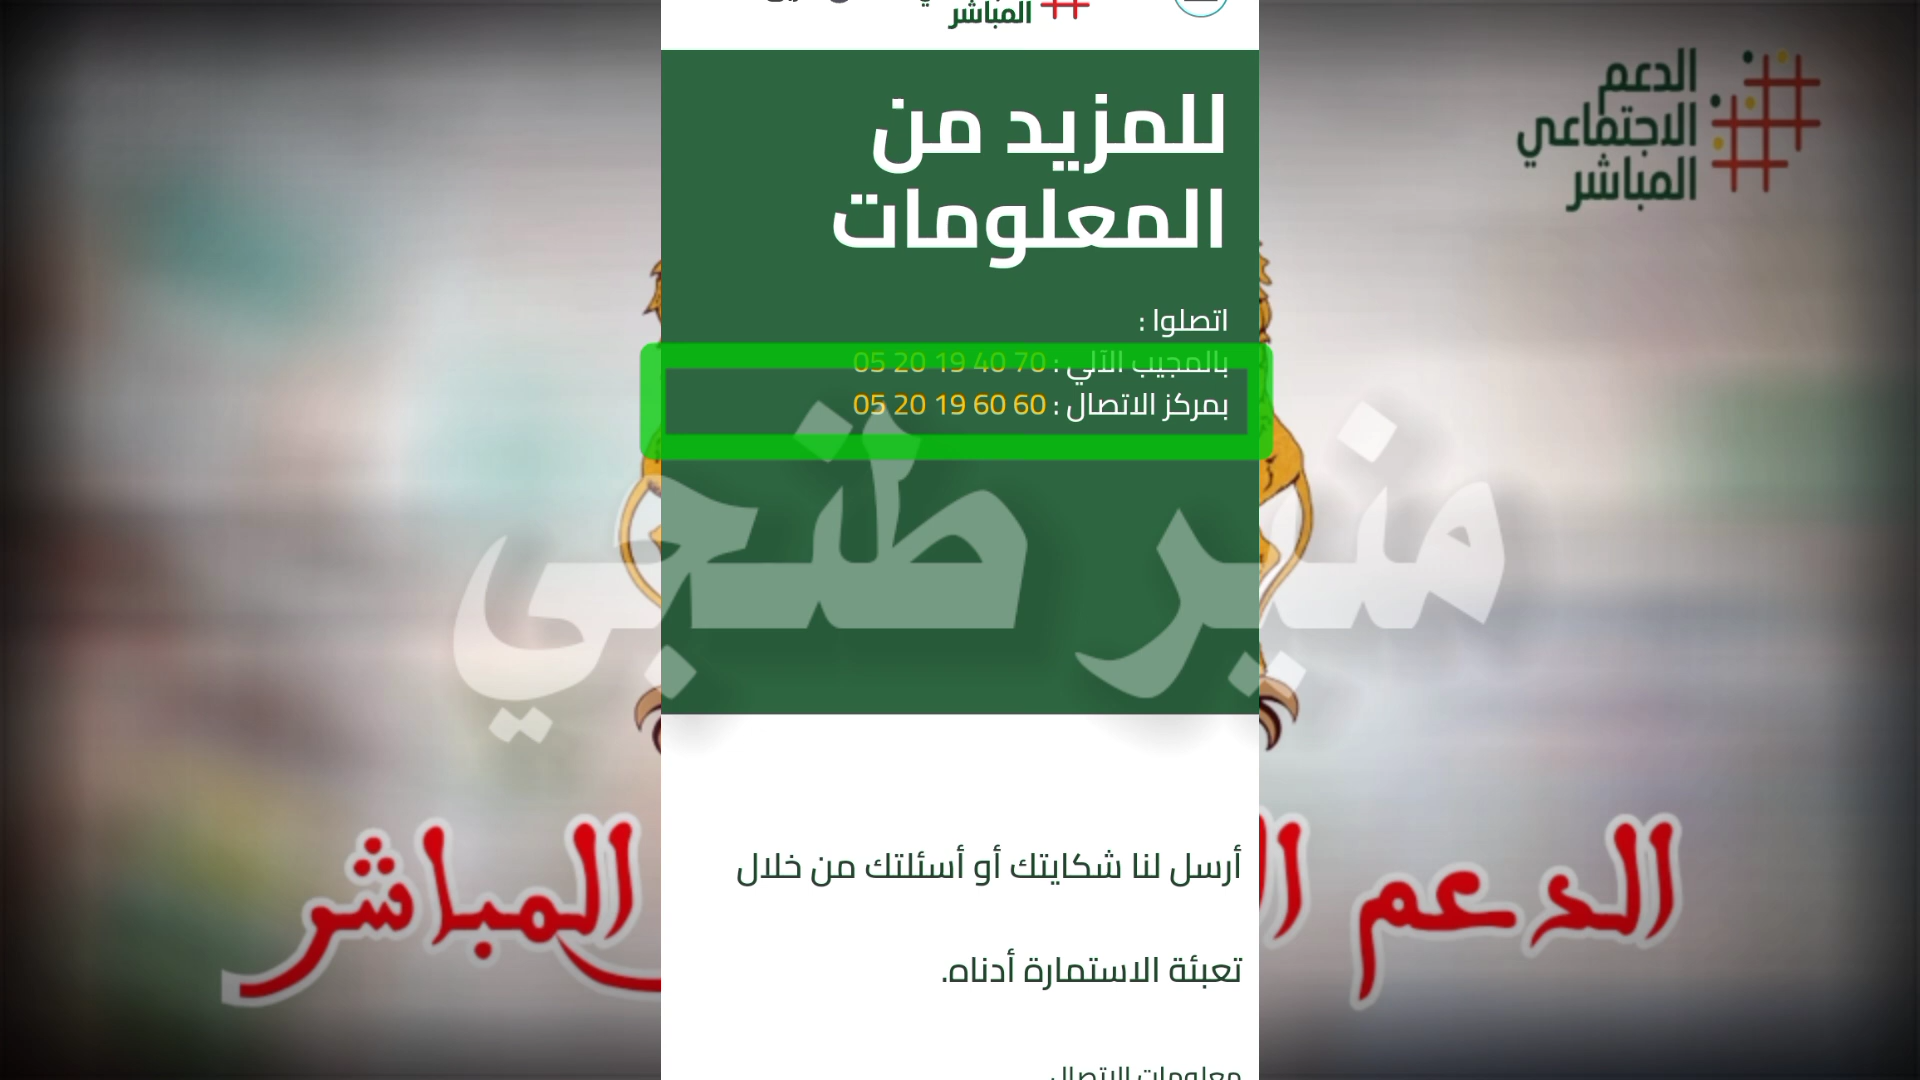 المباشر
الدعم
الاجتماعي
المباشر
للمزيد من
المعلومات
اتصلوا :
بالمجيب الآلي : 70 40 19 20 05
بمركز الاتصال : 60 60 19 20 05
منير طنجي
الدعم المباشر
أرسل لنا شكايتك أو أسئلتك من خلال
تعبئة الاستمارة أدناه.
معلومات الاتصال